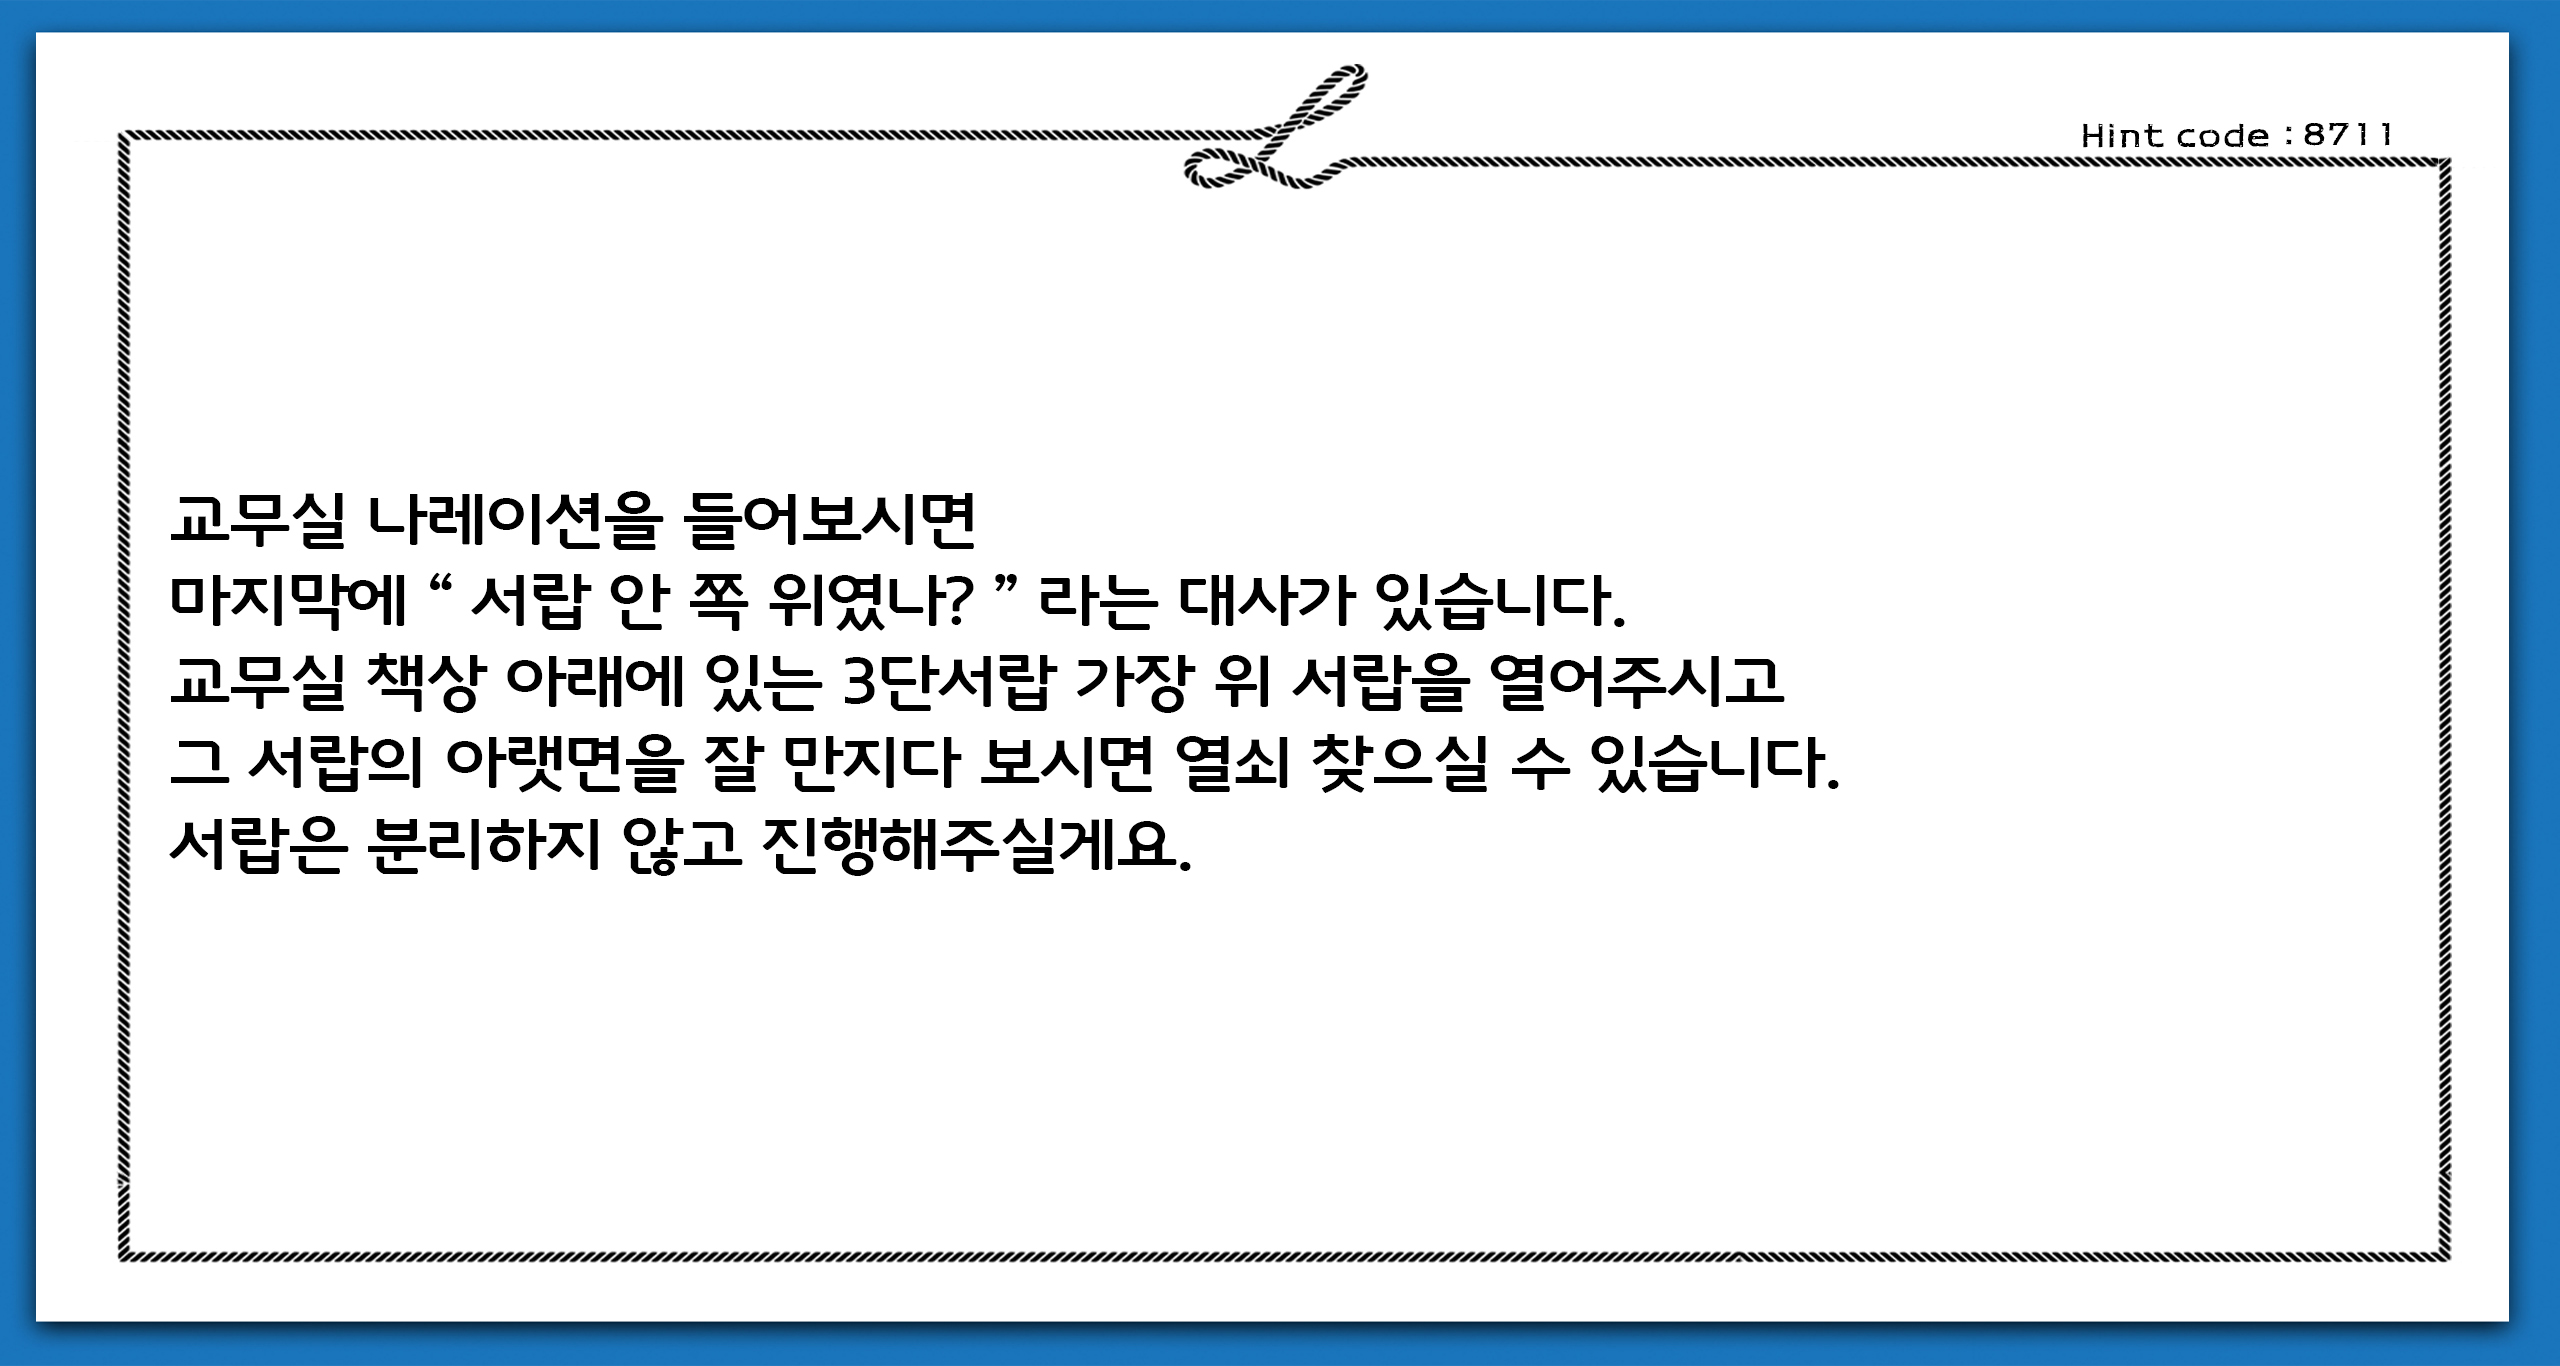 Hint code : 8711
교무실 나레이션을 들어보시면
마지막에 “ 서랍 안 쪽 위였나? ” 라는 대사가 있습니다.
교무실 책상 아래에 있는 3단서랍 가장 위 서랍을 열어주시고
그 서랍의 아랫면을 잘 만지다 보시면 열쇠 찾으실 수 있습니다.
서랍은 분리하지 않고 진행해주실게요.